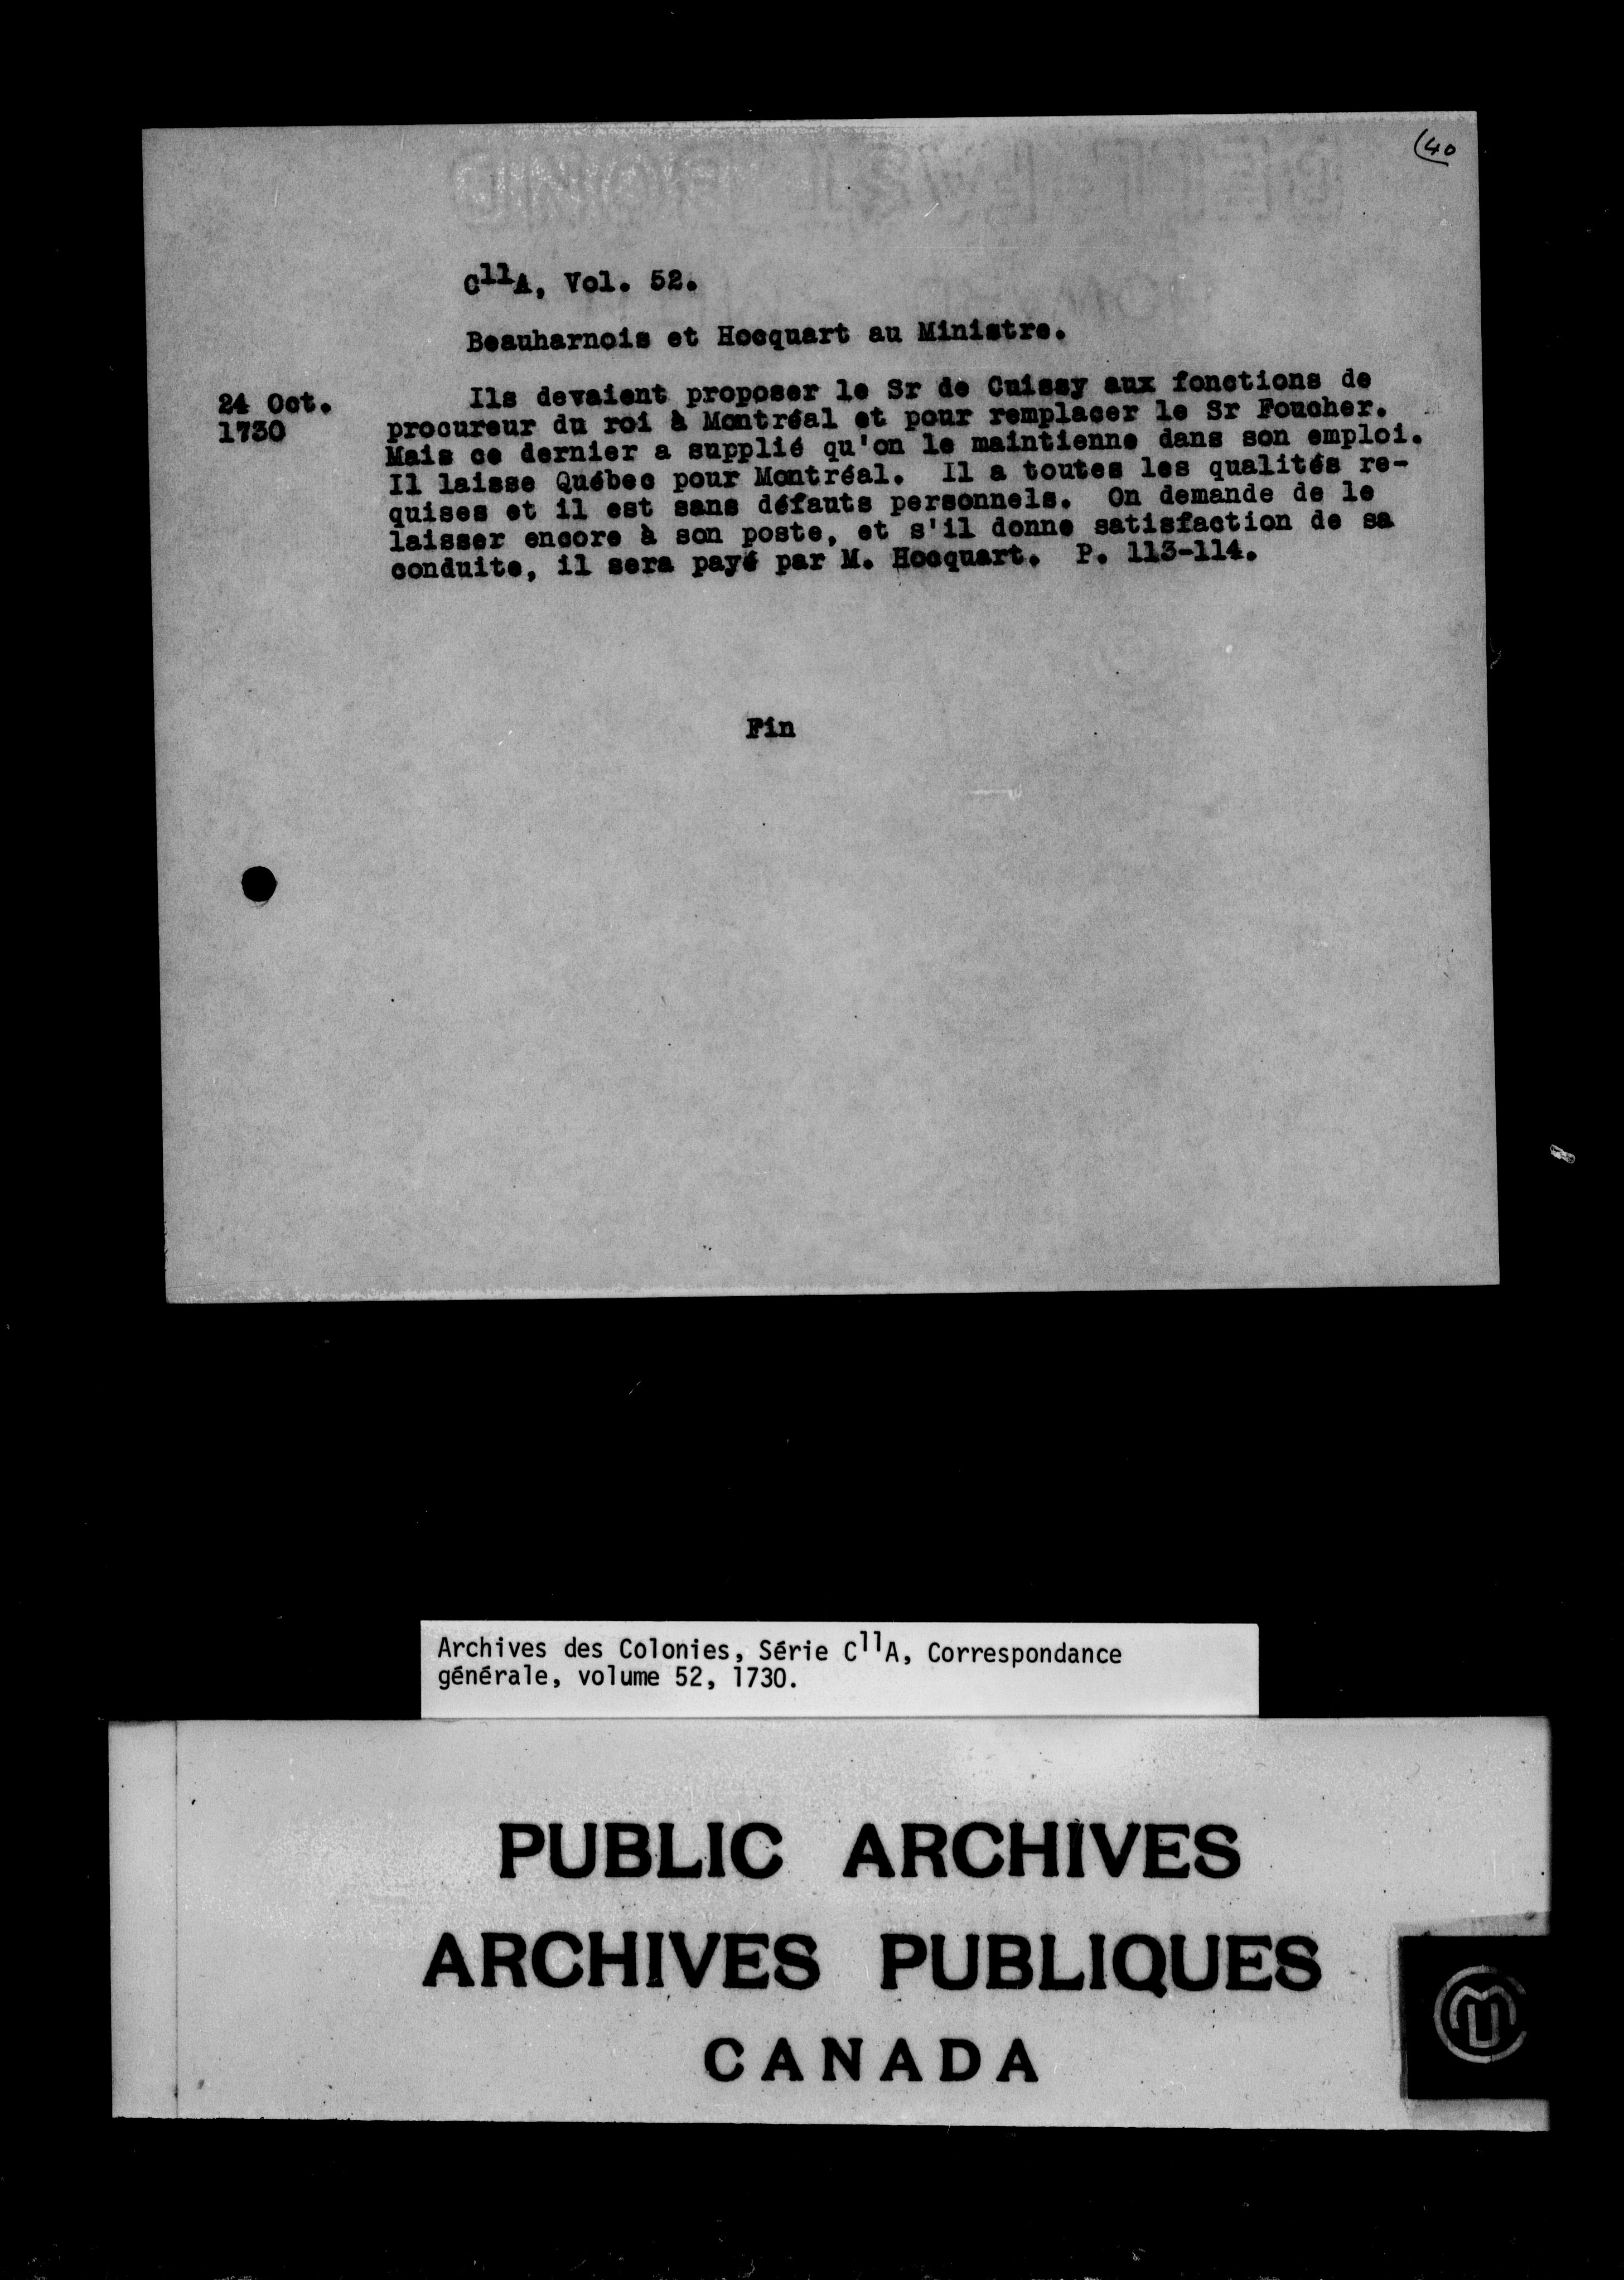 (40
C11A, Vol. 52.
Beauharnois et Hocquart au Ministre.
24 Oct.
1730
Ils devaient proposer le Sr de Cuissy aux fonctions de
procureur du roi à Montréal et pour remplacer le Sr Foucher.
Mais ce dernier a supplié qu'on le maintienne dans son emploi.
Il laisse Québec pour Montréal. Il a toutes les qualités re-
quises et il est sans défauts personnels. On demande de le
laisser encore à son poste, et s'il donne satisfaction de sa
conduite, il sera payé par M. Hocquart. P. 113-114.
Fin
Archives des Colonies, Série C11A, Correspondance
générale, volume 52, 1730.
PUBLIC ARCHIVES
ARCHIVES PUBLIQUES
CANADA